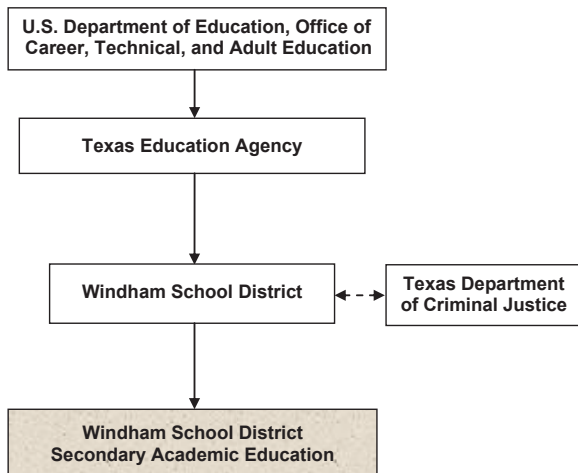 U.S. Department of Education, Office of
Career, Technical, and Adult Education
Texas Education Agency
Windham School District
Texas Department
of Criminal Justice
Windham School District
Secondary Academic Education